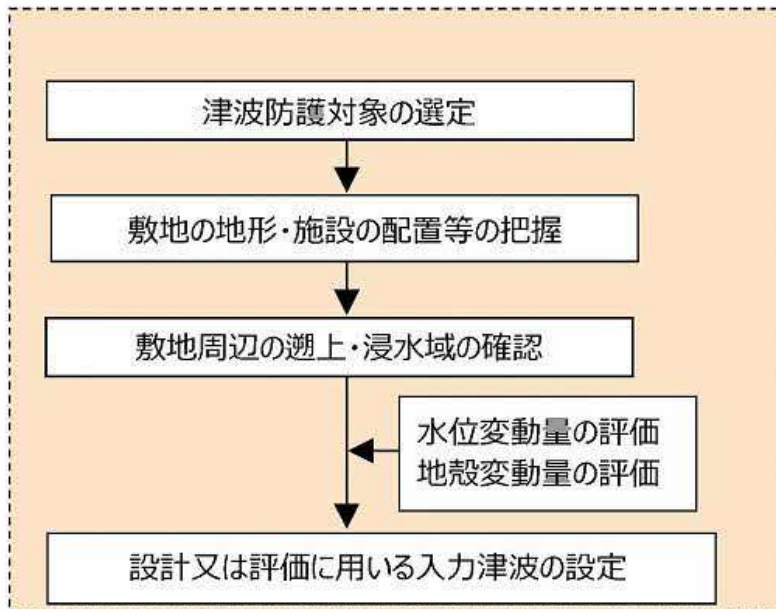 津波防護対象の選定
敷地の地形・施設の配置等の把握
敷地周辺の遡上・浸水域の確認
水位変動量の評価
地殻変動量の評価
設計又は評価に用いる入力津波の設定